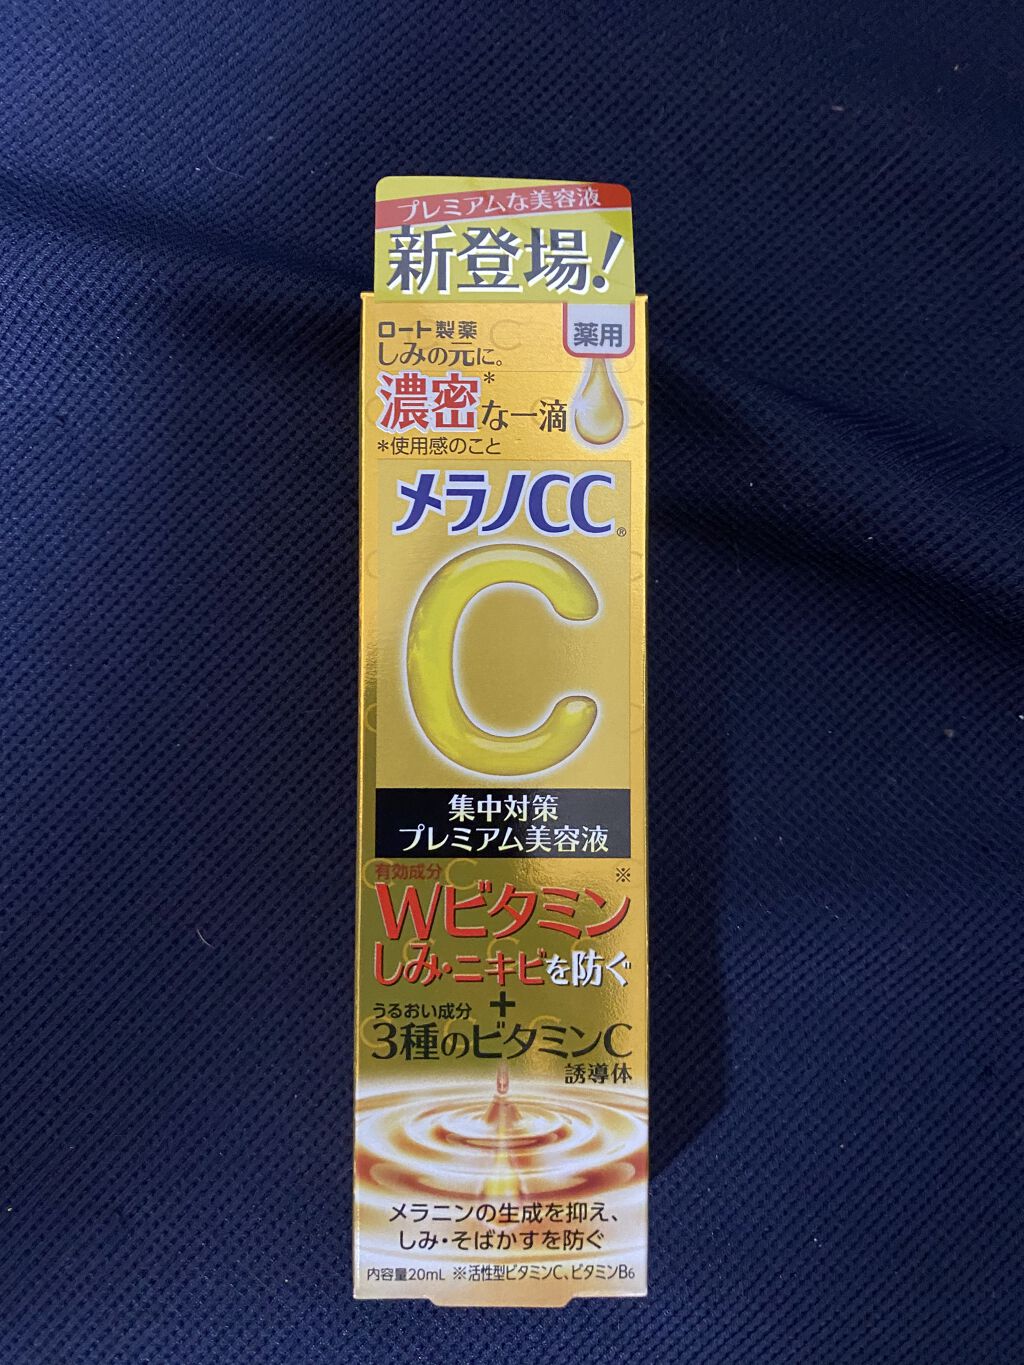 プレミアムな美容液
新登場!
ロート製薬
しみの元に。
薬用
濃密*な一滴
*使用感のこと
メラノCC®
C
集中対策
プレミアム美容液
有効成分
Wビタミン※
しみ・ニキビを防ぐ
+
うるおい成分
3種のビタミンC
誘導体
メラニンの生成を抑え、
しみ・そばかすを防ぐ
内容量20mL ※活性型ビタミンC、ビタミンB6